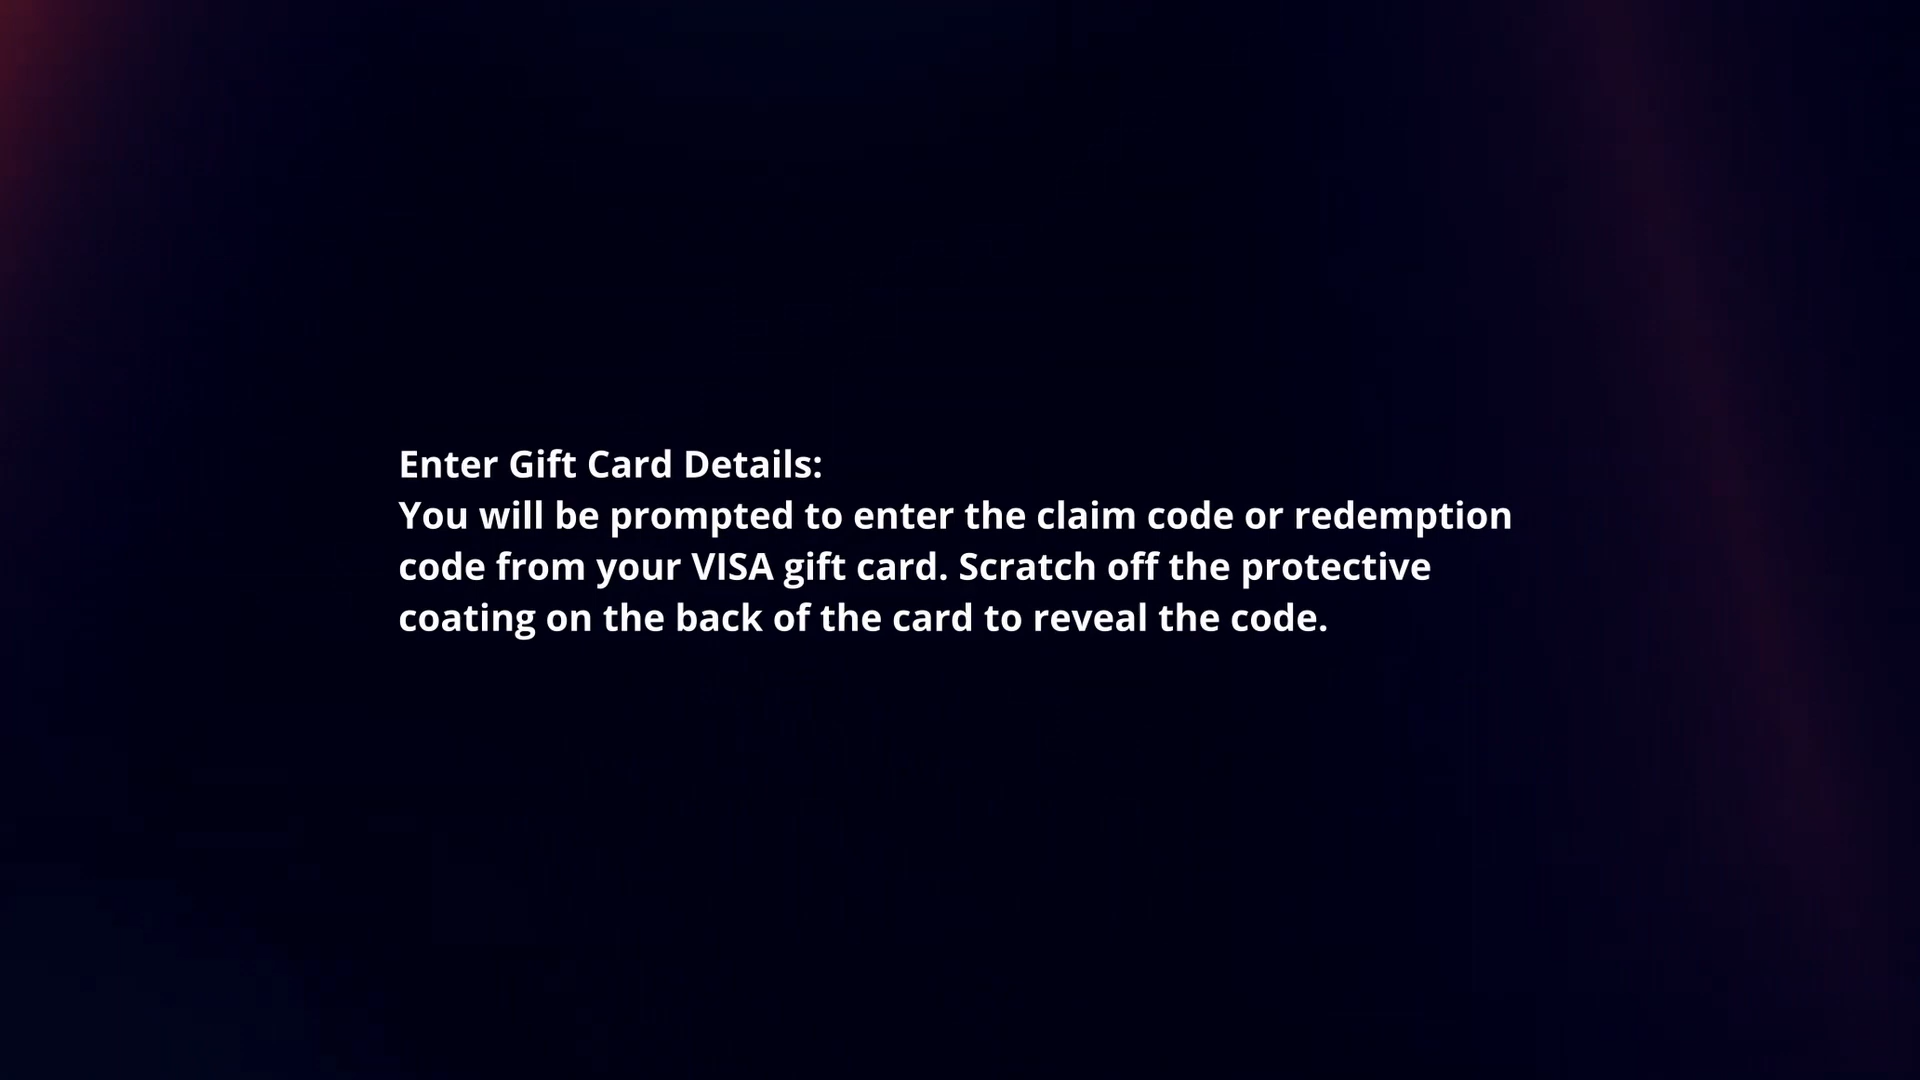 Enter Gift Card Details:
You will be prompted to enter the claim code or redemption
code from your VISA gift card. Scratch off the protective
coating on the back of the card to reveal the code.